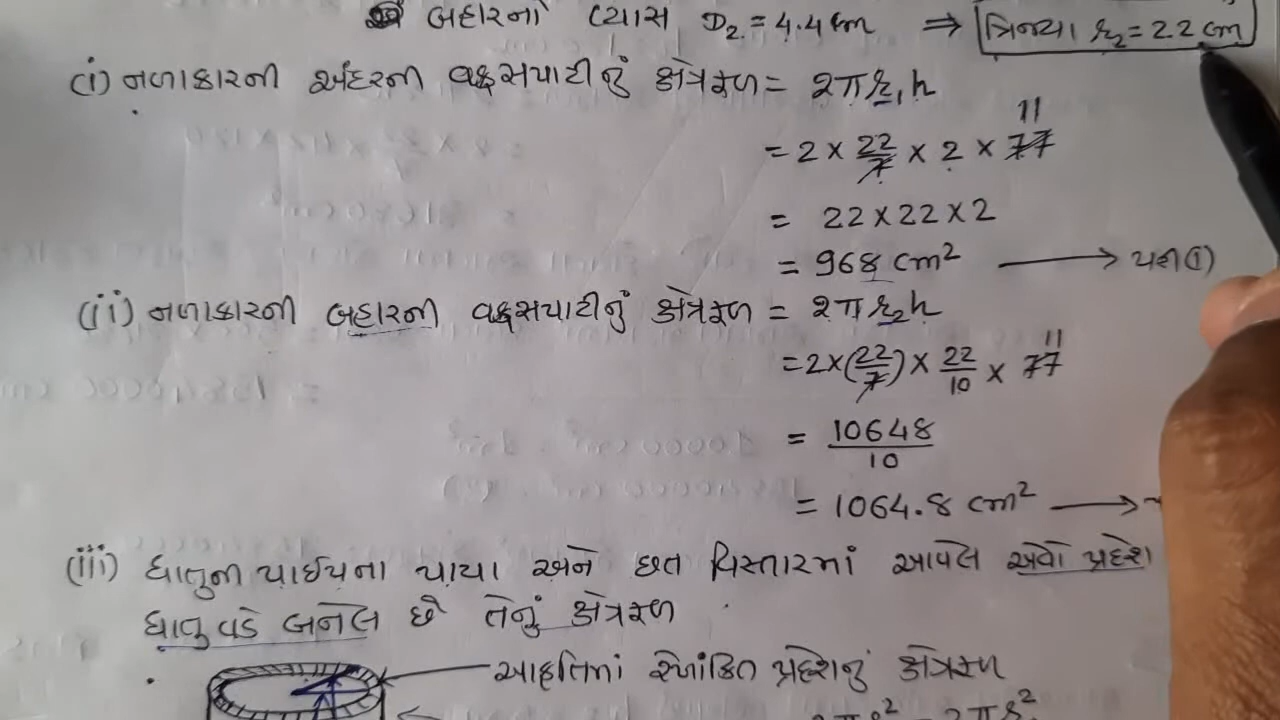 બહારનો વ્યાસ D₂ = 4.4 cm ⇒ ત્રિજ્યા r₂ = 2.2 cm
(i) નળાકારની અંદરની વક્રસપાટીનું ક્ષેત્રફળ = 2πr₁h
= 2 × 22/7 × 2 × 77 11
= 22 × 22 × 2
= 968 cm² → પરિ(1)
(ii) નળાકારની બહારની વક્રસપાટીનું ક્ષેત્રફળ = 2πr₂h
= 2 × (22/7) × 22/10 × 77 11
= 10648/10
= 1064.8 cm² →
(iii) ધાતુની પાઈપના પાયા અને છત વિસ્તારમાં આવેલ એવો પ્રદેશ
ધાતુ વડે બનેલ છે તેનું ક્ષેત્રફળ
આકૃતિમાં રેખાંકિત પ્રદેશનું ક્ષેત્રફળ